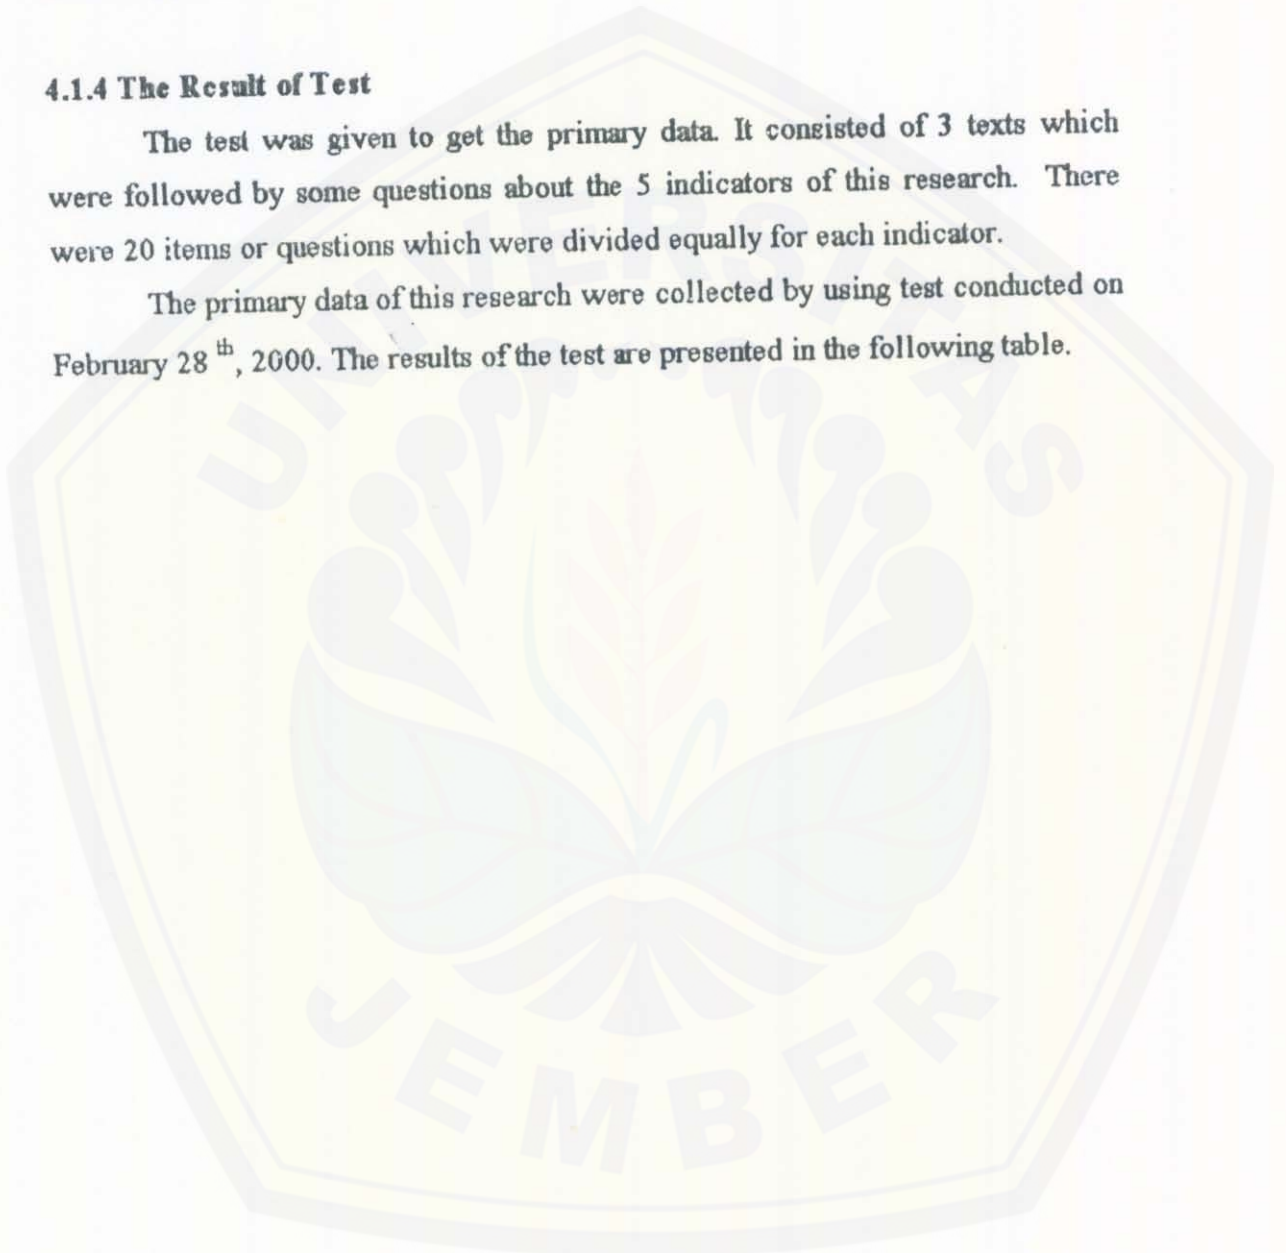 4.1.4 The Result of Test
The test was given to get the primary data. It consisted of 3 texts which
were followed by some questions about the 5 indicators of this research. There
were 20 items or questions which were divided equally for each indicator.
The primary data of this research were collected by using test conducted on
February 28 th, 2000. The results of the test are presented in the following table.
UNIVERSITAS
JEMBER